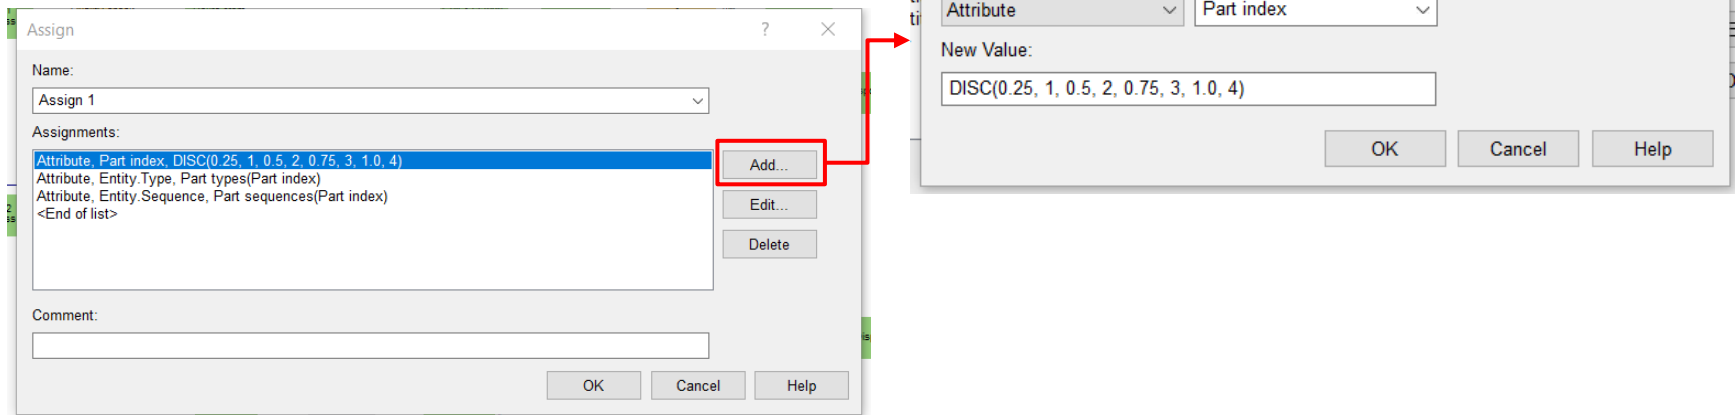 Assign
Name:
Assign 1
Assignments:
Attribute, Part index, DISC(0.25, 1, 0.5, 2, 0.75, 3, 1.0, 4)
Attribute, Entity.Type, Part types(Part index)
Attribute, Entity.Sequence, Part sequences(Part index)
<End of list>
Add...
Edit...
Delete
Comment:
OK
Cancel
Help
Attribute
Part index
New Value:
DISC(0.25, 1, 0.5, 2, 0.75, 3, 1.0, 4)
OK
Cancel
Help